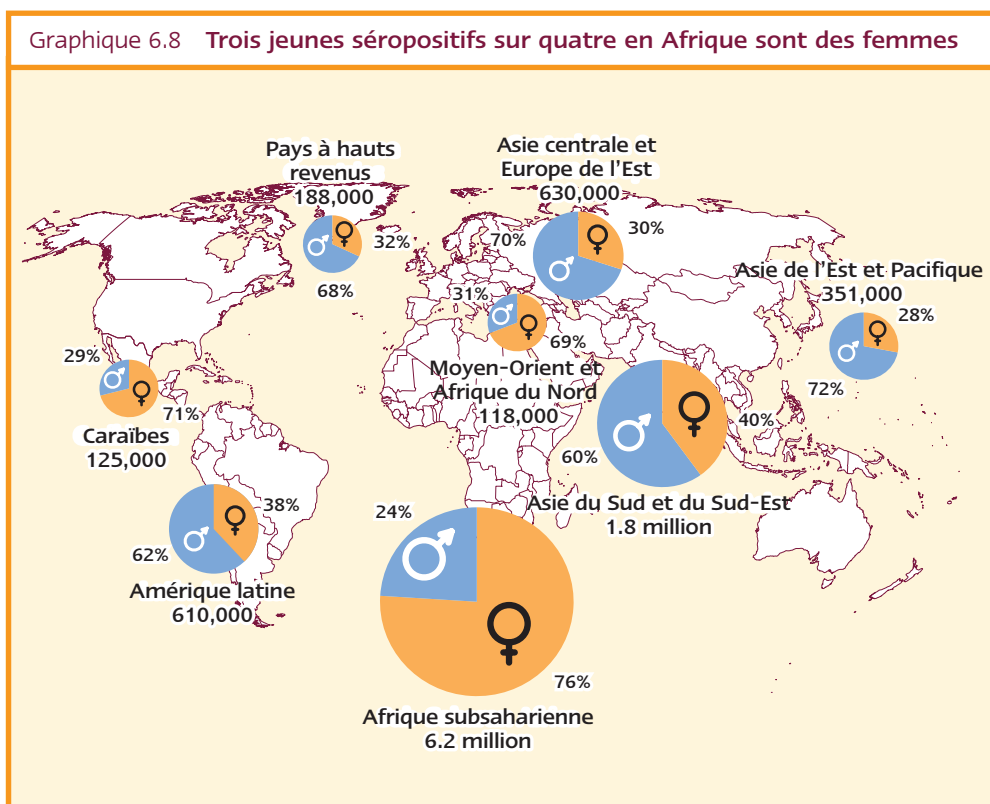 Graphique 6.8 Trois jeunes séropositifs sur quatre en Afrique sont des femmes
Pays à hauts
revenus
188,000
32%
68%
Asie centrale et
Europe de l'Est
630,000
70%
30%
Asie de l'Est et Pacifique
351,000
28%
72%
31%
69%
Moyen-Orient et
Afrique du Nord
118,000
29%
71%
Caraïbes
125,000
40%
60%
Asie du Sud et du Sud-Est
1.8 million
38%
62%
Amérique latine
610,000
24%
76%
Afrique subsaharienne
6.2 million